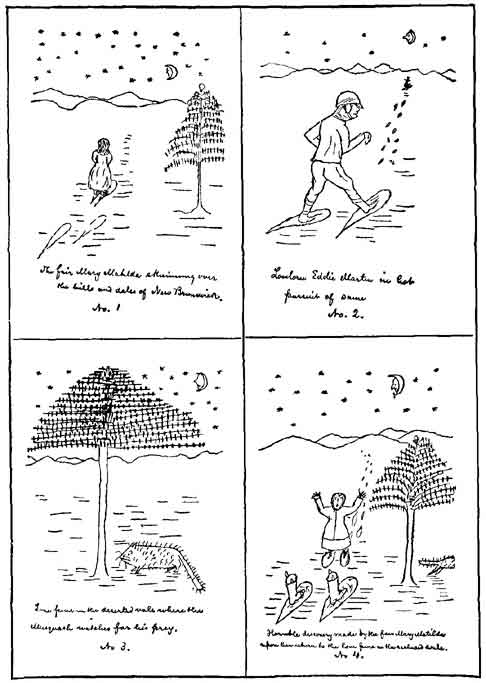 The fair Mary Matilda skimming over
the hills and dales of New Brunswick.
No. 1
Lovelorn Eddie Martin in hot
pursuit of same
No. 2.
Lone pine in the deserted vale where the
Musquash watches for his prey.
No 3.
Horrible discovery made by the fair Mary Matilda
upon her return to the lone pine in the secluded vale.
No 4.